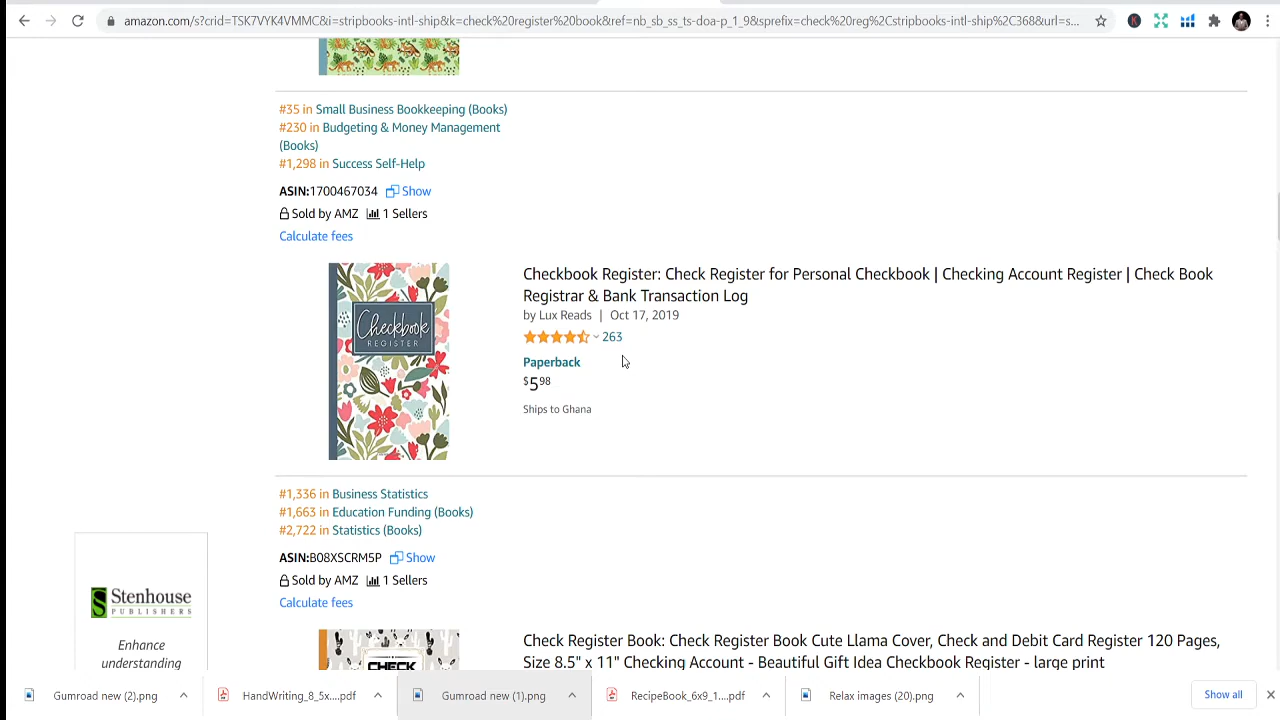 amazon.com/s?crid=TSK7VYK4VMMC&i=stripbooks-intl-ship&k=check%20register%20book&ref=nb_sb_ss_ts-doa-p_1_9&sprefix=check%20reg%2Cstripbooks-intl-ship%2C368&url=s...
#35 in Small Business Bookkeeping (Books)
#230 in Budgeting & Money Management
(Books)
#1,298 in Success Self-Help
ASIN:1700467034 Show
Sold by AMZ 1 Sellers
Calculate fees
Checkbook
REGISTER
Checkbook Register: Check Register for Personal Checkbook | Checking Account Register | Check Book
Registrar & Bank Transaction Log
by Lux Reads | Oct 17, 2019
263
Paperback
$5 98
Ships to Ghana
#1,336 in Business Statistics
#1,663 in Education Funding (Books)
#2,722 in Statistics (Books)
ASIN:B08XSCRM5P Show
Sold by AMZ 1 Sellers
Calculate fees
Stenhouse
PUBLISHERS
Enhance
understanding
CHECK
Check Register Book: Check Register Book Cute Llama Cover, Check and Debit Card Register 120 Pages,
Size 8.5" x 11" Checking Account - Beautiful Gift Idea Checkbook Register - large print
Gumroad new (2).png
HandWriting_8_5x....pdf
Gumroad new (1).png
RecipeBook_6x9_1....pdf
Relax images (20).png
Show all